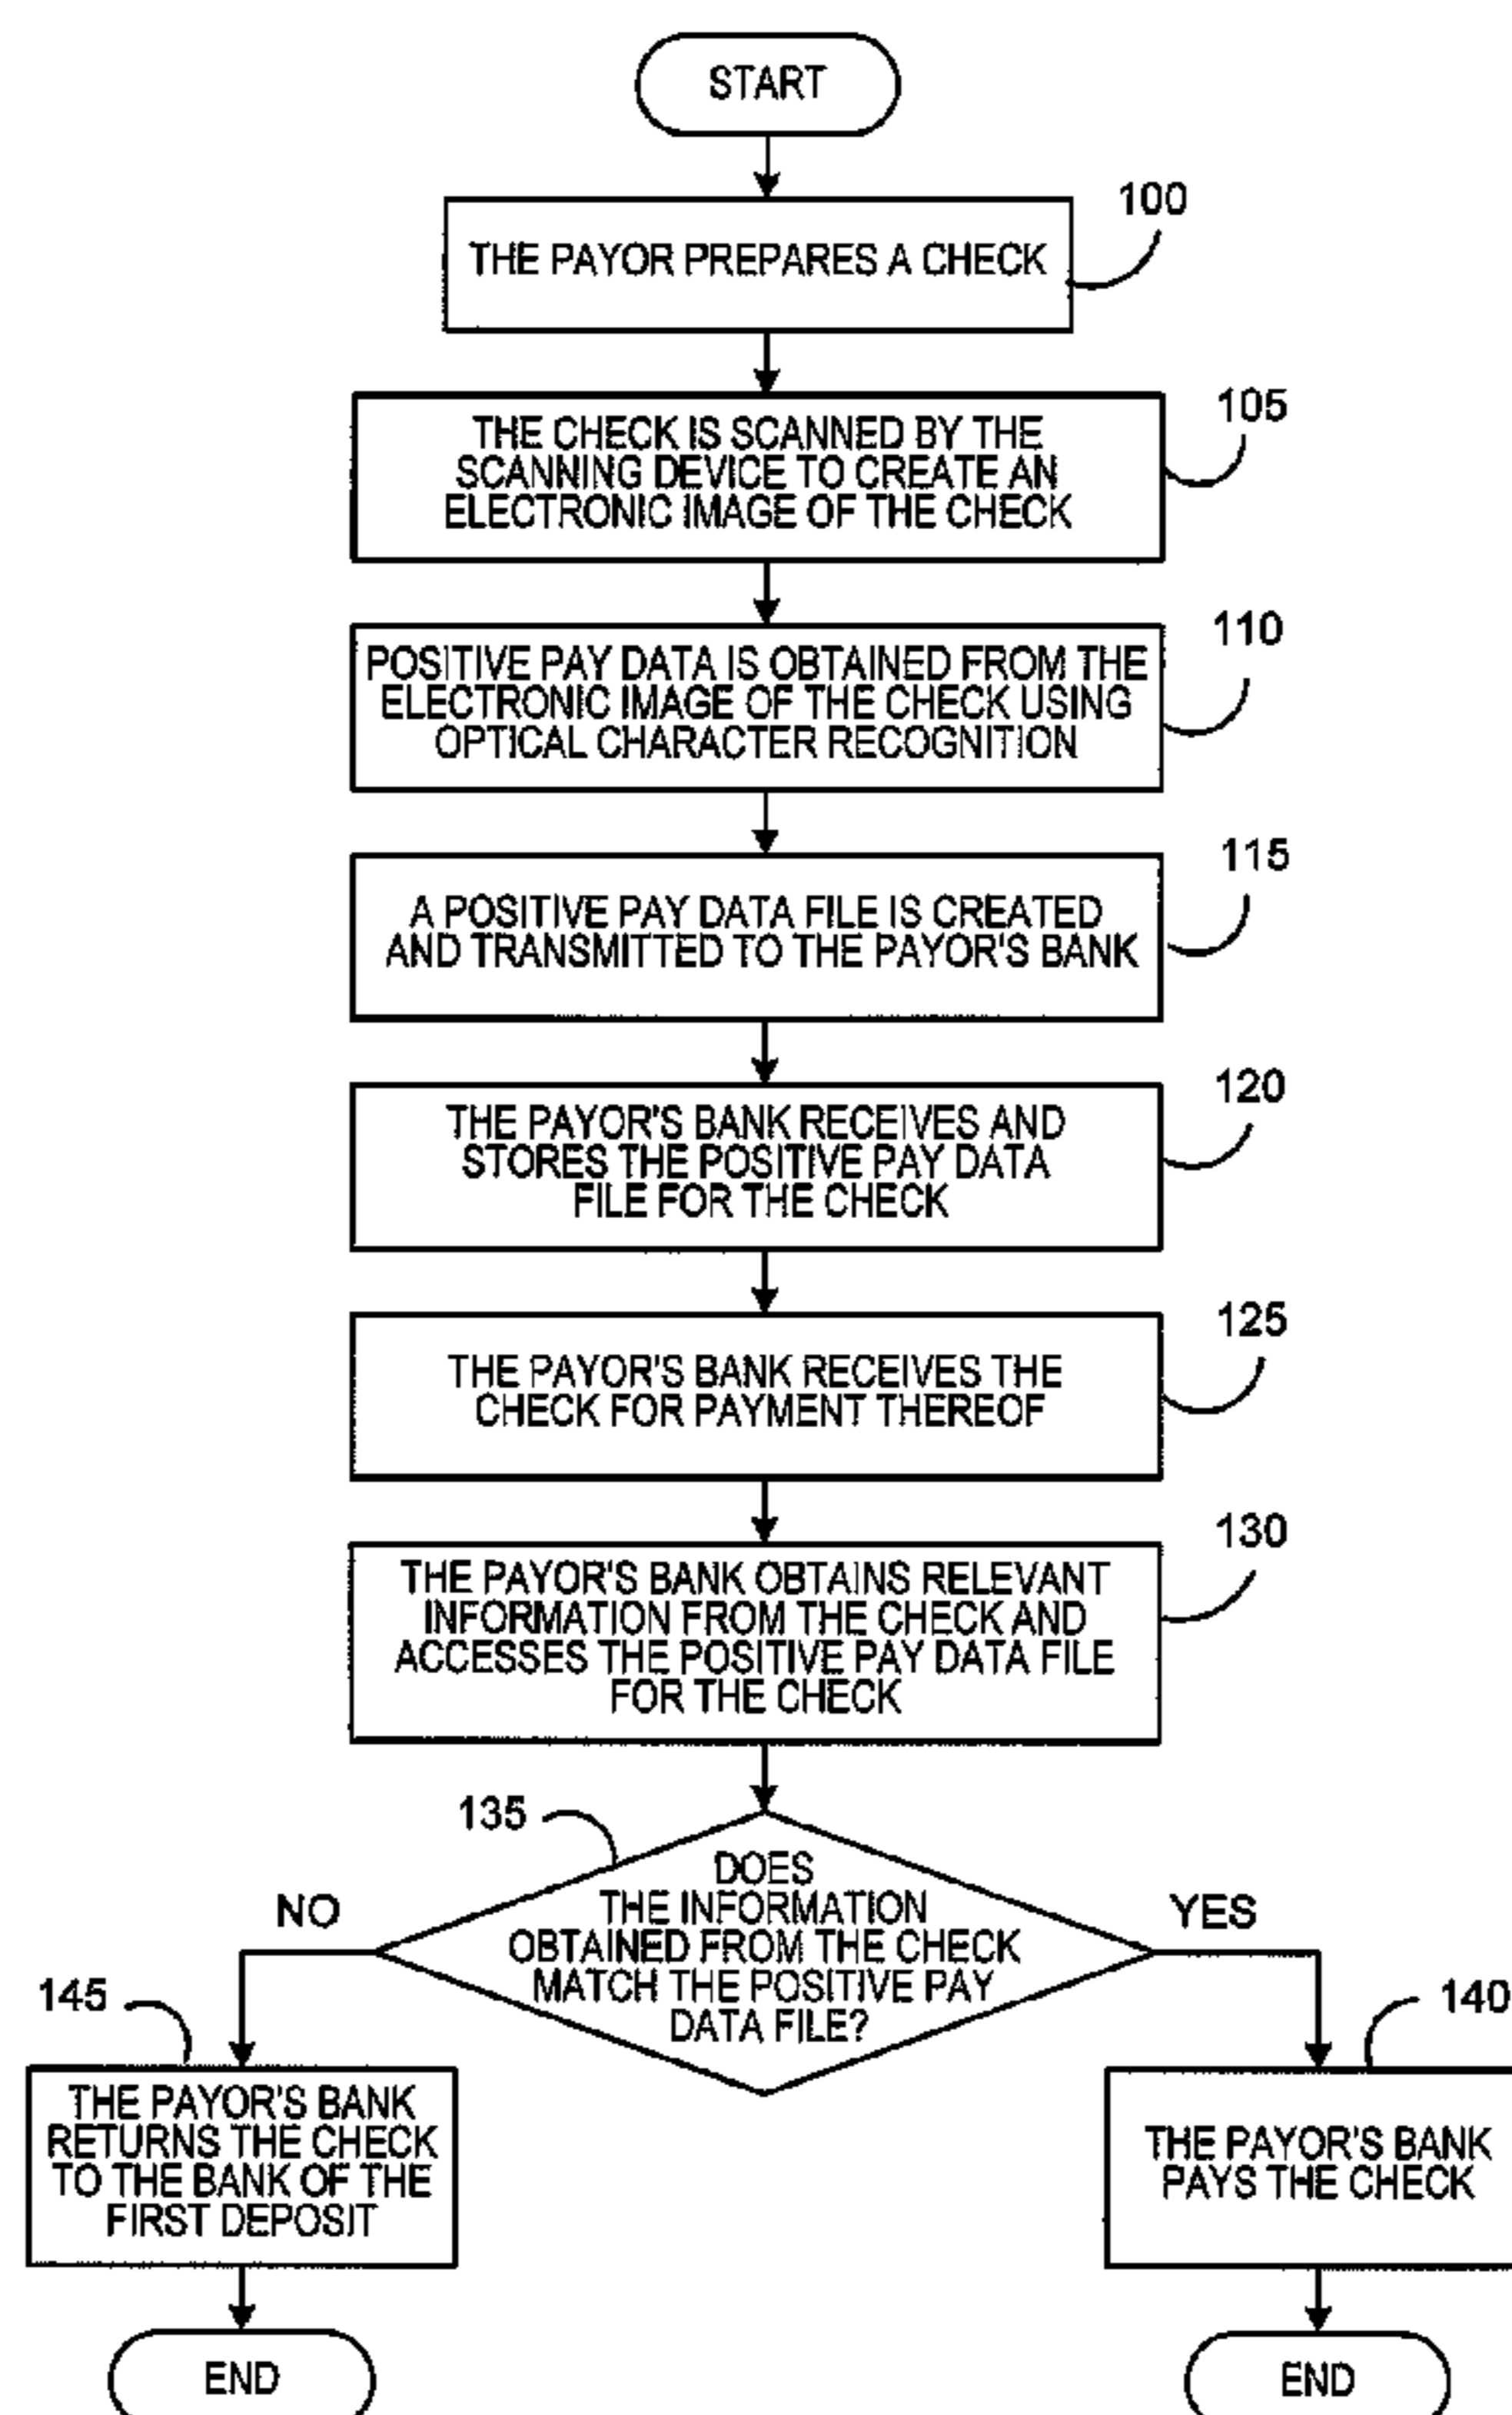 START
100
THE PAYOR PREPARES A CHECK
105
THE CHECK IS SCANNED BY THE
SCANNING DEVICE TO CREATE AN
ELECTRONIC IMAGE OF THE CHECK
110
POSITIVE PAY DATA IS OBTAINED FROM THE
ELECTRONIC IMAGE OF THE CHECK USING
OPTICAL CHARACTER RECOGNITION
115
A POSITIVE PAY DATA FILE IS CREATED
AND TRANSMITTED TO THE PAYOR'S BANK
120
THE PAYOR'S BANK RECEIVES AND
STORES THE POSITIVE PAY DATA
FILE FOR THE CHECK
125
THE PAYOR'S BANK RECEIVES THE
CHECK FOR PAYMENT THEREOF
130
THE PAYOR'S BANK OBTAINS RELEVANT
INFORMATION FROM THE CHECK AND
ACCESSES THE POSITIVE PAY DATA FILE
FOR THE CHECK
135
DOES
THE INFORMATION
OBTAINED FROM THE CHECK
MATCH THE POSITIVE PAY
DATA FILE?
NO
YES
145
THE PAYOR'S BANK
RETURNS THE CHECK
TO THE BANK OF THE
FIRST DEPOSIT
140
THE PAYOR'S BANK
PAYS THE CHECK
END
END